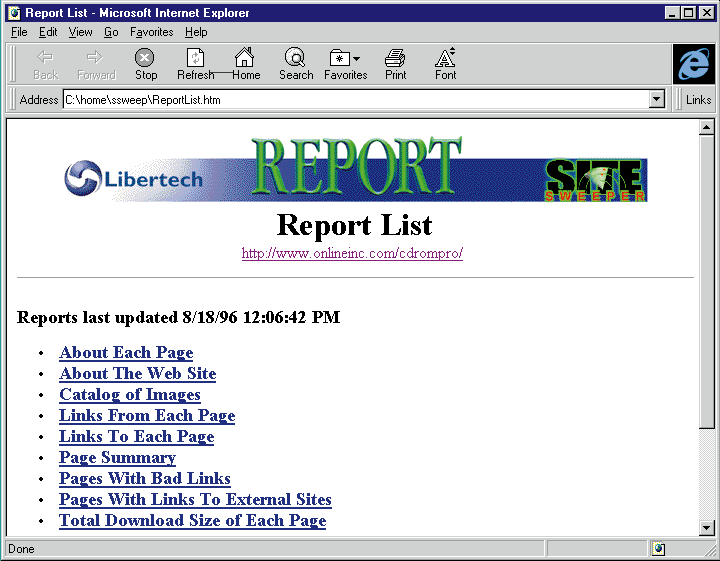 Report List - Microsoft Internet Explorer
File Edit View Go Favorites Help
Back Forward Stop Refresh Home Search Favorites Print Font
Address C:\home\ssweep\ReportList.htm Links
Libertech REPORT SITE SWEEPER
Report List
http://www.onlineinc.com/cdrompro/
Reports last updated 8/18/96 12:06:42 PM
• About Each Page
• About The Web Site
• Catalog of Images
• Links From Each Page
• Links To Each Page
• Page Summary
• Pages With Bad Links
• Pages With Links To External Sites
• Total Download Size of Each Page
Done